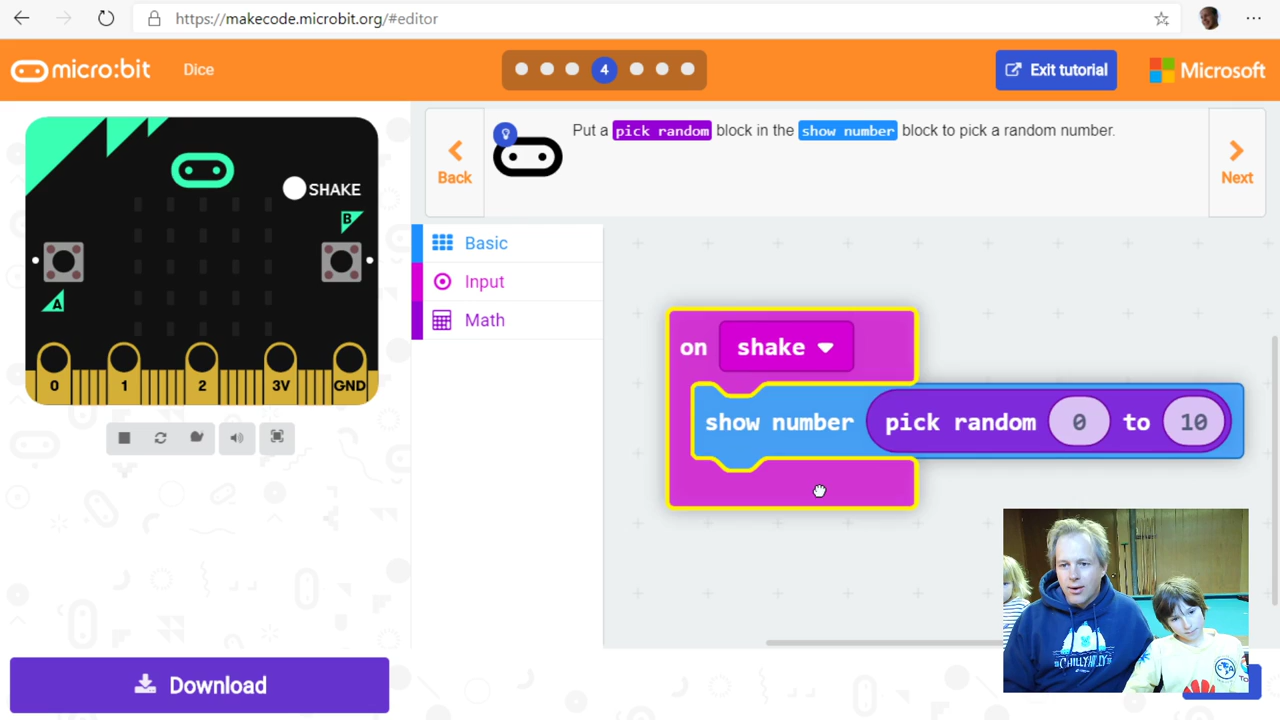 https://makecode.microbit.org/#editor
micro:bit
Dice
4
Exit tutorial
Microsoft
Back
Put a pick random block in the show number block to pick a random number.
Next
SHAKE
B
A
0 1 2 3V GND
Basic
Input
Math
on shake
show number pick random 0 to 10
CHILLYHILLY
Download